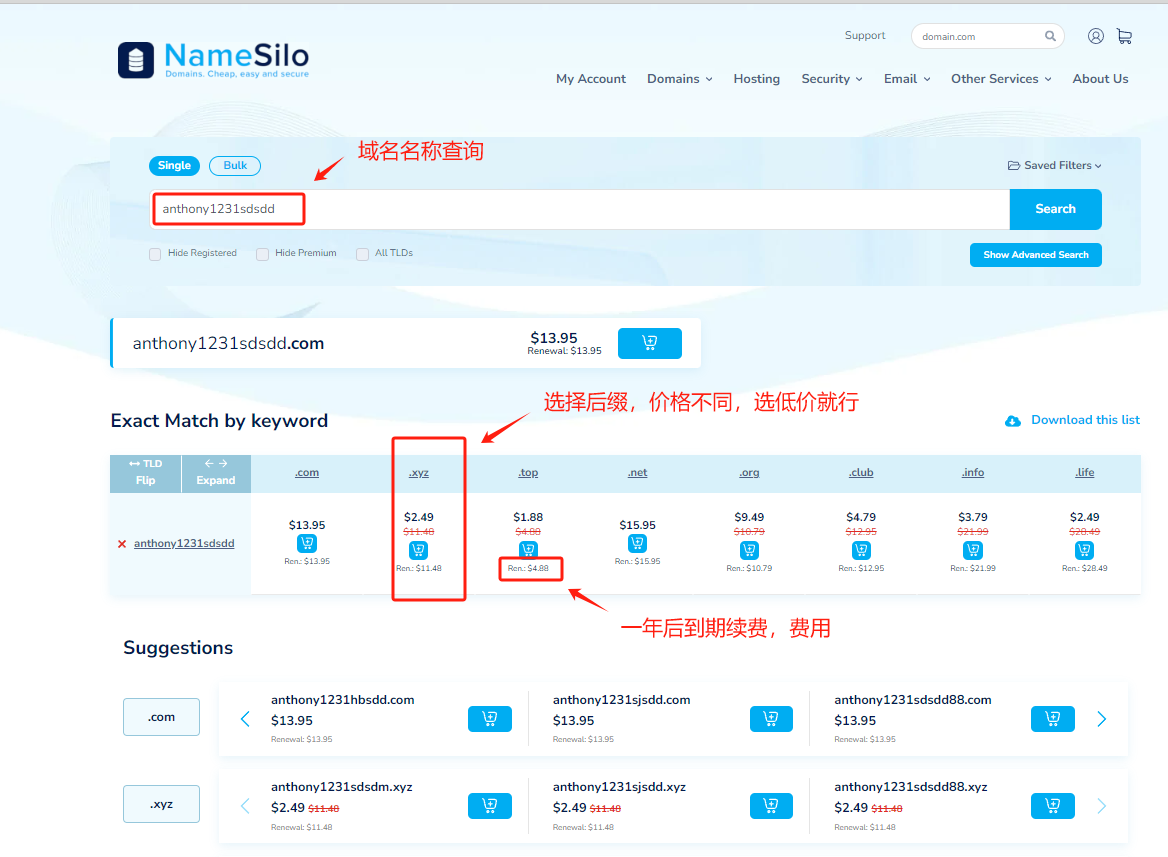 Support
domain.com
NameSilo
Domains. Cheap, easy and secure
My Account Domains Hosting Security Email Other Services About Us
域名名称查询
Single Bulk
Saved Filters
anthony1231sdsdd
Search
Hide Registered Hide Premium All TLDs
Show Advanced Search
anthony1231sdsdd.com
$13.95
Renewal: $13.95
选择后缀，价格不同，选低价就行
Exact Match by keyword
Download this list
TLD Flip
Expand
.com .xyz .top .net .org .club .info .life
anthony1231sdsdd
$13.95
Ren.: $13.95
$2.49
$11.48
Ren.: $11.48
$1.88
$4.88
Ren.: $4.88
$15.95
Ren.: $15.95
$9.49
$10.79
Ren.: $10.79
$4.79
$12.95
Ren.: $12.95
$3.79
$21.99
Ren.: $21.99
$2.49
$28.49
Ren.: $28.49
一年后到期续费，费用
Suggestions
.com
anthony1231hbsdd.com
$13.95
Renewal: $13.95
anthony1231sjsdd.com
$13.95
Renewal: $13.95
anthony1231sdsdd88.com
$13.95
Renewal: $13.95
.xyz
anthony1231sdsdm.xyz
$2.49 $11.48
Renewal: $11.48
anthony1231sjsdd.xyz
$2.49 $11.48
Renewal: $11.48
anthony1231sdsdd88.xyz
$2.49 $11.48
Renewal: $11.48